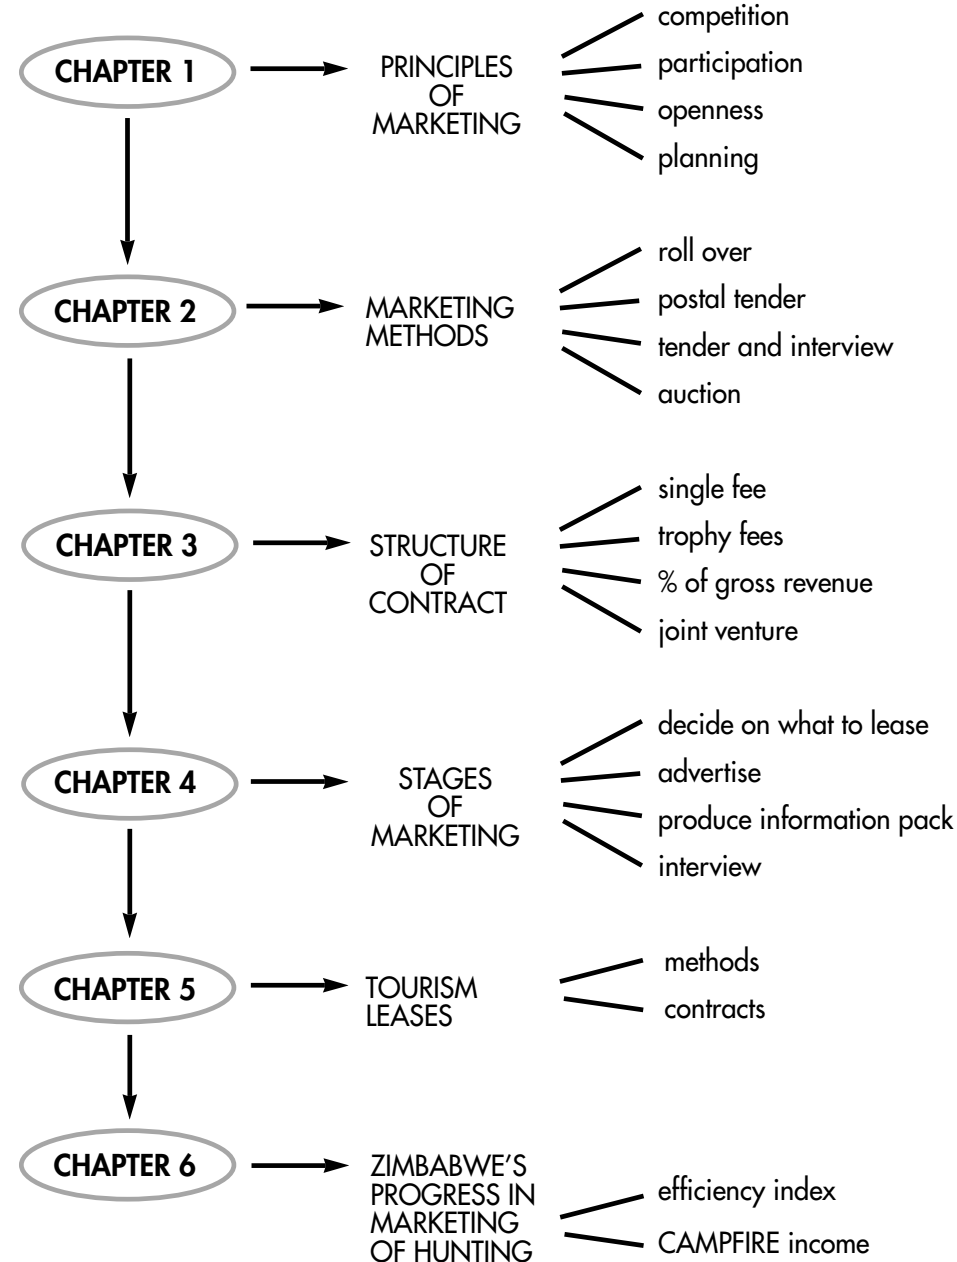 CHAPTER 1
PRINCIPLES
OF
MARKETING
competition
participation
openness
planning
CHAPTER 2
MARKETING
METHODS
roll over
postal tender
tender and interview
auction
CHAPTER 3
STRUCTURE
OF
CONTRACT
single fee
trophy fees
% of gross revenue
joint venture
CHAPTER 4
STAGES
OF
MARKETING
decide on what to lease
advertise
produce information pack
interview
CHAPTER 5
TOURISM
LEASES
methods
contracts
CHAPTER 6
ZIMBABWE’S
PROGRESS IN
MARKETING
OF HUNTING
efficiency index
CAMPFIRE income